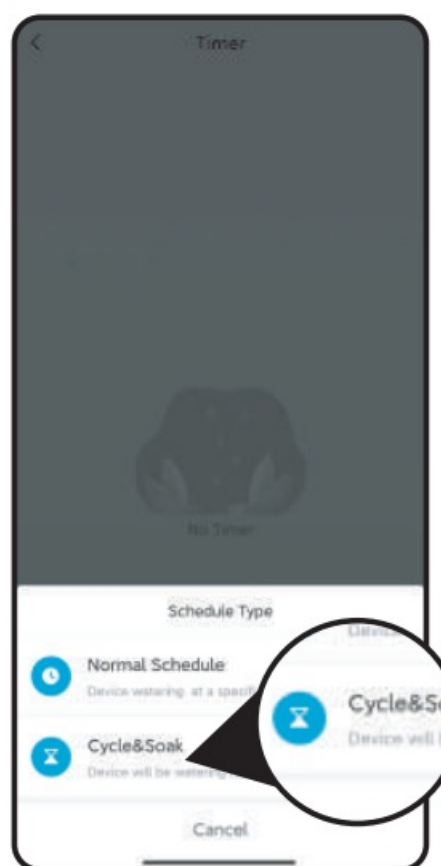 Timer
No Timer
Schedule Type
Normal Schedule
Device watering at a specif
Cycle&Soak
Device will be watering
Cancel
Device
Cycle&So
Device will b